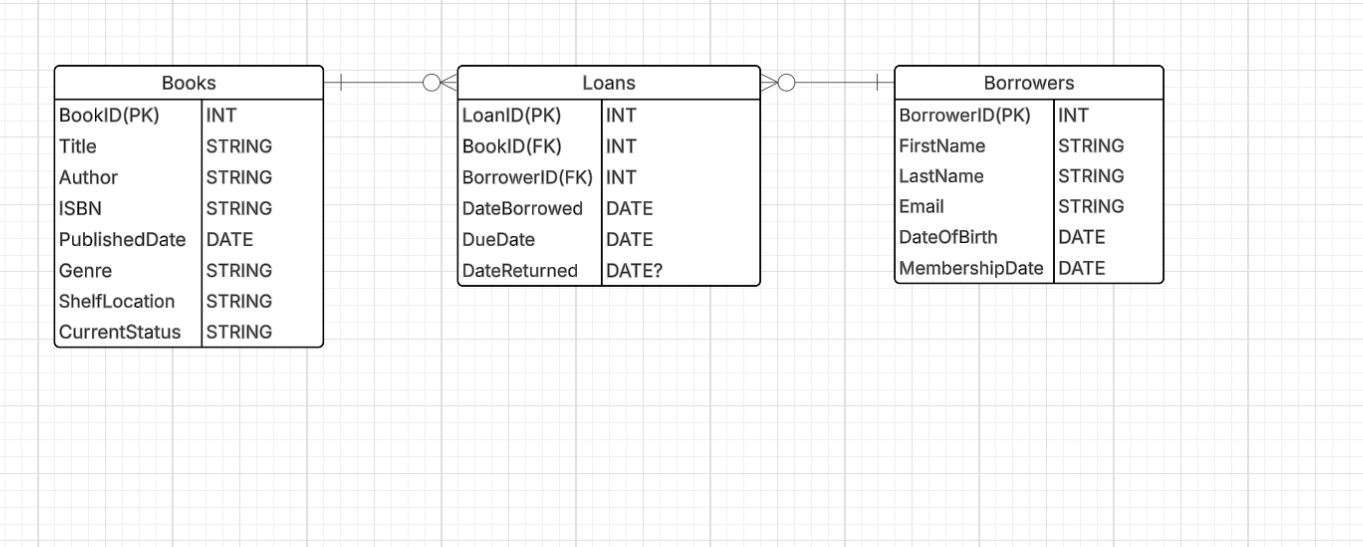 Books
BookID(PK) INT
Title STRING
Author STRING
ISBN STRING
PublishedDate DATE
Genre STRING
ShelfLocation STRING
CurrentStatus STRING
Loans
LoanID(PK) INT
BookID(FK) INT
BorrowerID(FK) INT
DateBorrowed DATE
DueDate DATE
DateReturned DATE?
Borrowers
BorrowerID(PK) INT
FirstName STRING
LastName STRING
Email STRING
DateOfBirth DATE
MembershipDate DATE